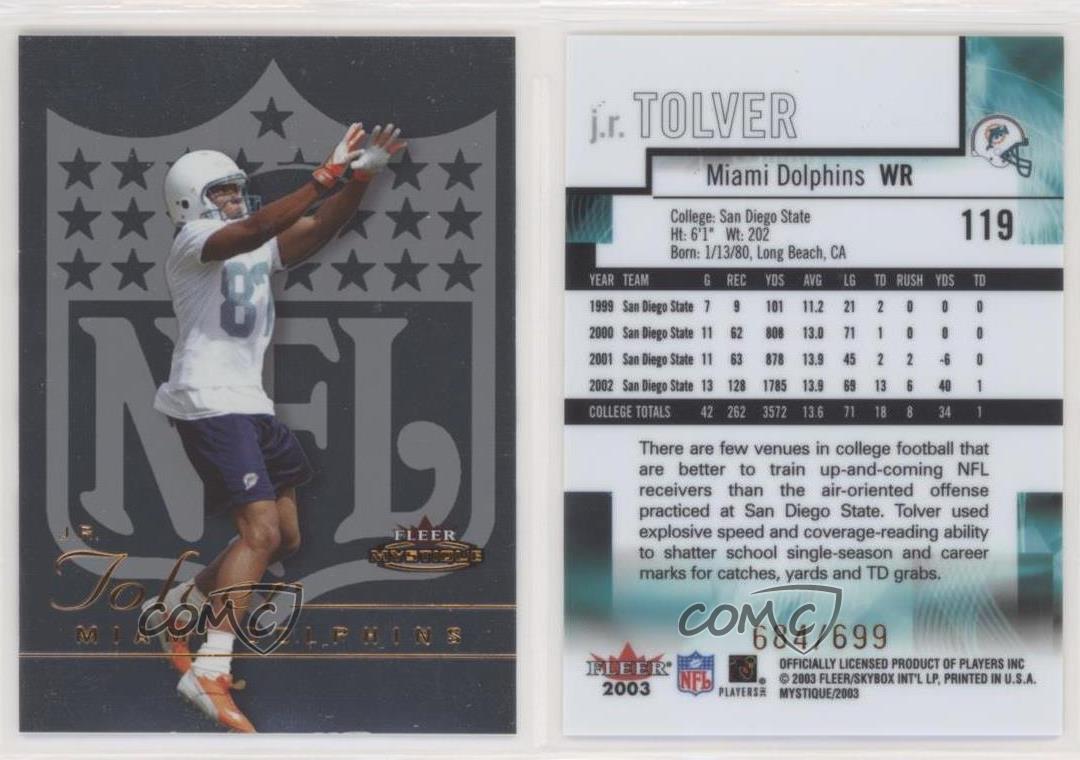 NFL
87
J.R.
Tolver
FLEER
MYSTIQUE
MIAMI DOLPHINS
COMC
j.r. TOLVER
Miami Dolphins WR
College: San Diego State
Ht: 6'1" Wt: 202
Born: 1/13/80, Long Beach, CA
119
YEAR TEAM G REC YDS AVG LG TD RUSH YDS TD
1999 San Diego State 7 9 101 11.2 21 2 0 0 0
2000 San Diego State 11 62 808 13.0 71 1 0 0 0
2001 San Diego State 11 63 878 13.9 45 2 2 -6 0
2002 San Diego State 13 128 1785 13.9 69 13 6 40 1
COLLEGE TOTALS 42 262 3572 13.6 71 18 8 34 1
There are few venues in college football that
are better to train up-and-coming NFL
receivers than the air-oriented offense
practiced at San Diego State. Tolver used
explosive speed and coverage-reading ability
to shatter school single-season and career
marks for catches, yards and TD grabs.
COMC
684/699
FLEER
2003
NFL
PLAYERS INC
OFFICIALLY LICENSED PRODUCT OF PLAYERS INC
© 2003 FLEER/SKYBOX INT'L LP, PRINTED IN U.S.A.
MYSTIQUE/2003